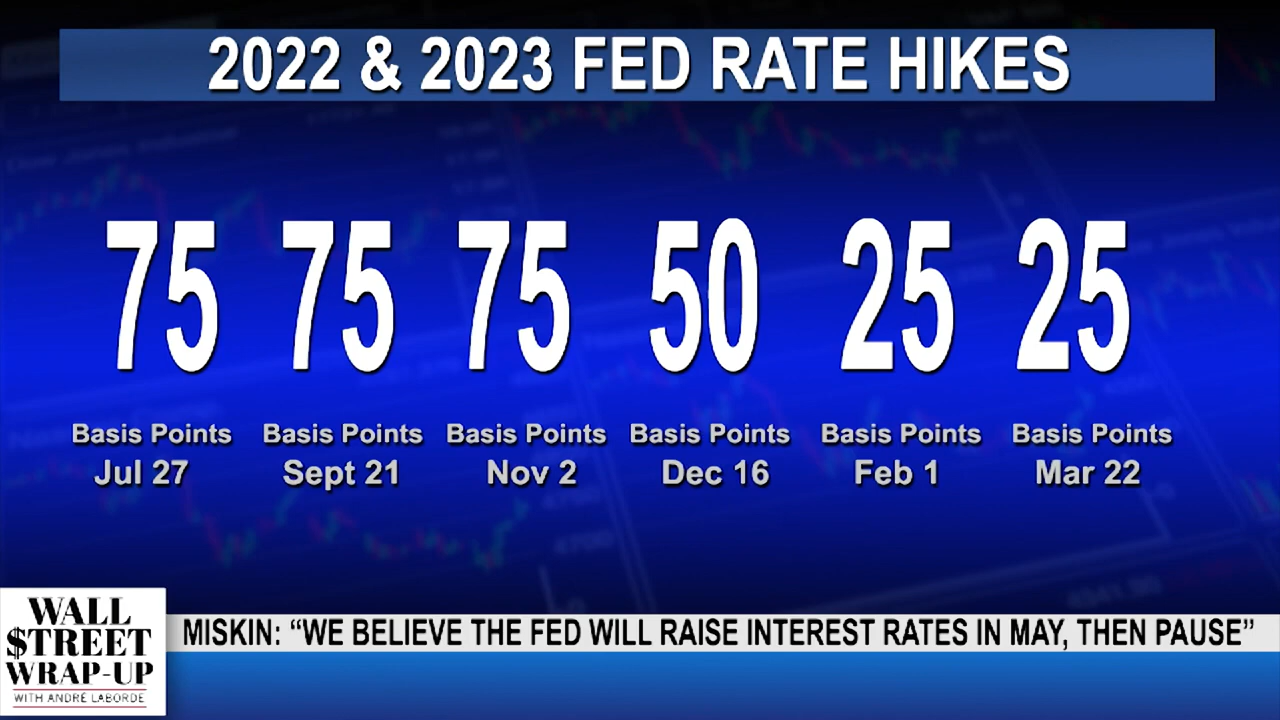 2022 & 2023 FED RATE HIKES
75 75 75 50 25 25
Basis Points Basis Points Basis Points Basis Points Basis Points Basis Points
Jul 27 Sept 21 Nov 2 Dec 16 Feb 1 Mar 22
WALL
$TREET
WRAP-UP
WITH ANDRÉ LABORDE
MISKIN: “WE BELIEVE THE FED WILL RAISE INTEREST RATES IN MAY, THEN PAUSE”